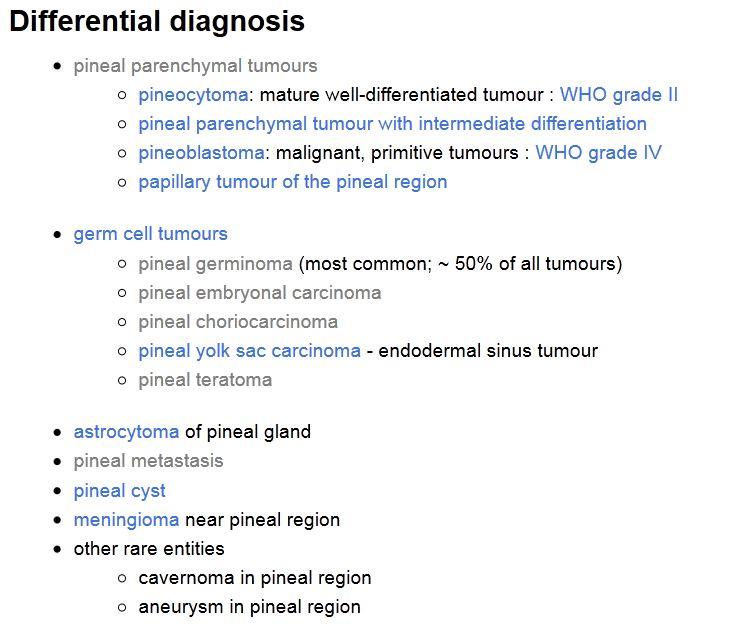 Differential diagnosis
pineal parenchymal tumours
pineocytoma: mature well-differentiated tumour : WHO grade II
pineal parenchymal tumour with intermediate differentiation
pineoblastoma: malignant, primitive tumours : WHO grade IV
papillary tumour of the pineal region
germ cell tumours
pineal germinoma (most common; ~ 50% of all tumours)
pineal embryonal carcinoma
pineal choriocarcinoma
pineal yolk sac carcinoma - endodermal sinus tumour
pineal teratoma
astrocytoma of pineal gland
pineal metastasis
pineal cyst
meningioma near pineal region
other rare entities
cavernoma in pineal region
aneurysm in pineal region